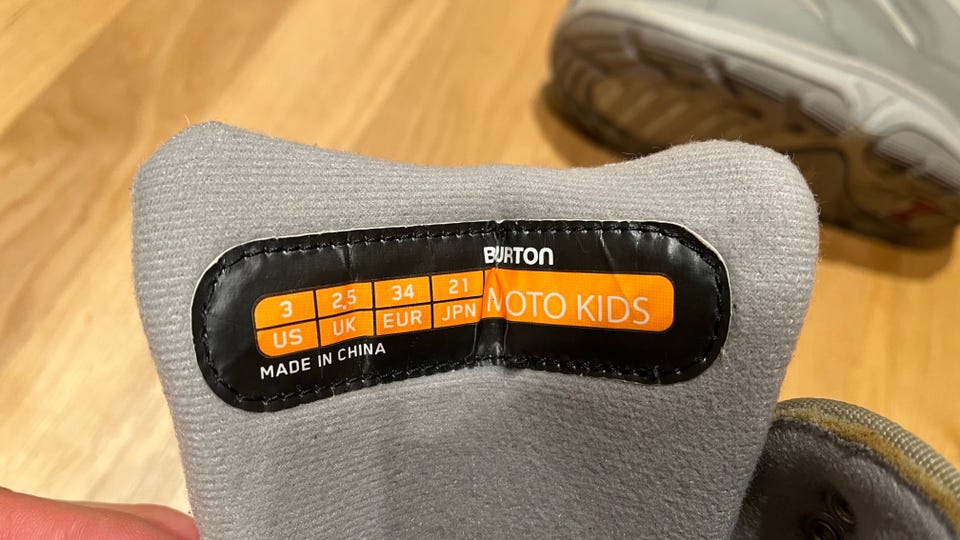 BURTON
3 2.5 34 21
US UK EUR JPN
MOTO KIDS
MADE IN CHINA